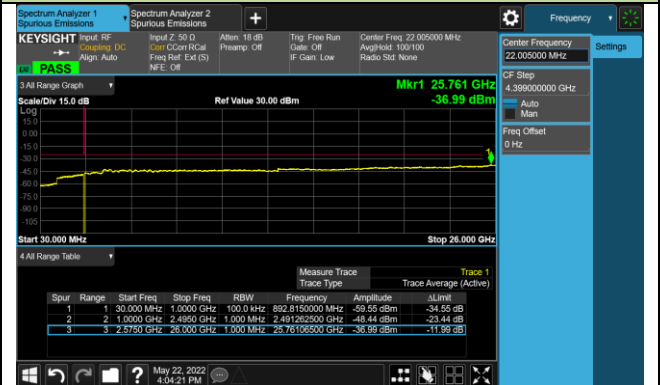 Spectrum Analyzer 1
Spurious Emissions
Spectrum Analyzer 2
Spurious Emissions
+
Frequency
KEYSIGHT
Input: RF
Coupling: DC
Align: Auto
Input Z: 50 Ω
Corr CCorr RCal
Freq Ref: Ext (S)
NFE: Off
Atten: 18 dB
Preamp: Off
Trig: Free Run
Gate: Off
IF Gain: Low
Center Freq: 22.005000 MHz
Avg|Hold: 100/100
Radio Std: None
PASS
Center Frequency
22.005000 MHz
Settings
CF Step
4.399000000 GHz
Auto
Man
Freq Offset
0 Hz
3 All Range Graph
Mkr1 25.761 GHz
-36.99 dBm
Scale/Div 15.0 dB
Ref Value 30.00 dBm
Log
15.0
0.00
-15.0
-30.0
-45.0
-60.0
-75.0
-90.0
-105
1
Start 30.000 MHz
Stop 26.000 GHz
4 All Range Table
Measure Trace Trace 1
Trace Type Trace Average (Active)
Spur Range Start Freq Stop Freq RBW Frequency Amplitude ΔLimit
1 1 30.000 MHz 1.0000 GHz 100.0 kHz 892.8150000 MHz -59.55 dBm -34.55 dB
2 2 1.0000 GHz 2.4950 GHz 1.000 MHz 2.491262500 GHz -48.44 dBm -23.44 dB
3 3 2.5750 GHz 26.000 GHz 1.000 MHz 25.76106500 GHz -36.99 dBm -11.99 dB
?
May 22, 2022
4:04:21 PM